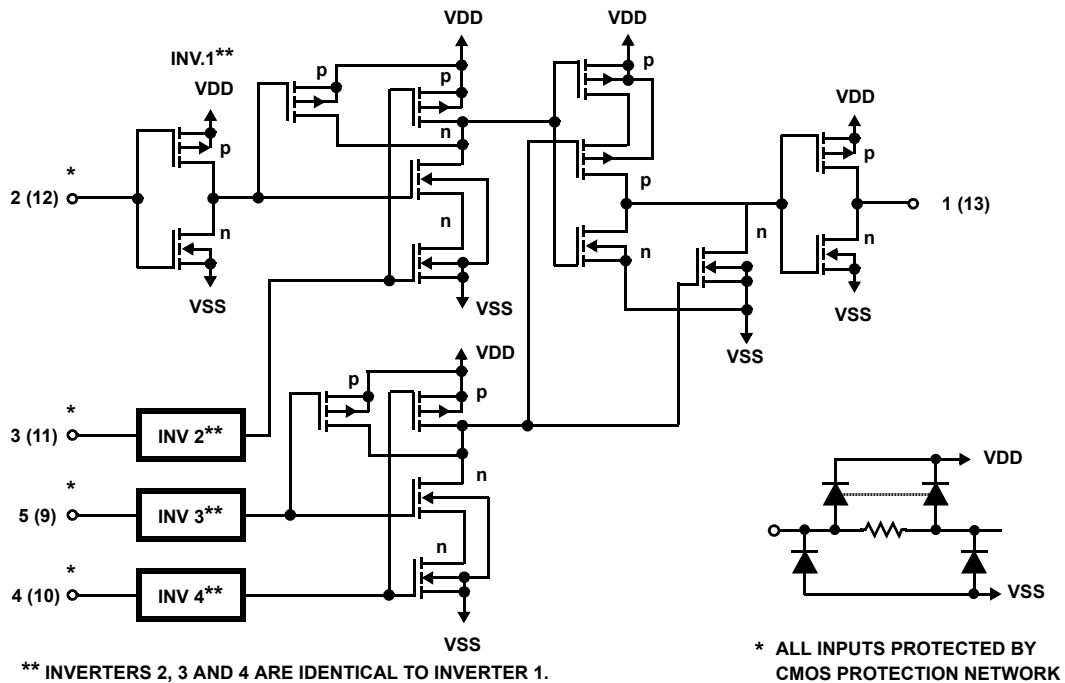 VDD
VDD
INV.1**
p
p
p
VDD
VDD
n
p
p
*
p
2 (12)
1 (13)
n
n
n
n
n
VSS
VSS
VSS
VSS
VDD
p
p
*
3 (11)
INV 2**
n
VDD
*
5 (9)
INV 3**
n
*
4 (10)
INV 4**
VSS
VSS
* ALL INPUTS PROTECTED BY
CMOS PROTECTION NETWORK
** INVERTERS 2, 3 AND 4 ARE IDENTICAL TO INVERTER 1.